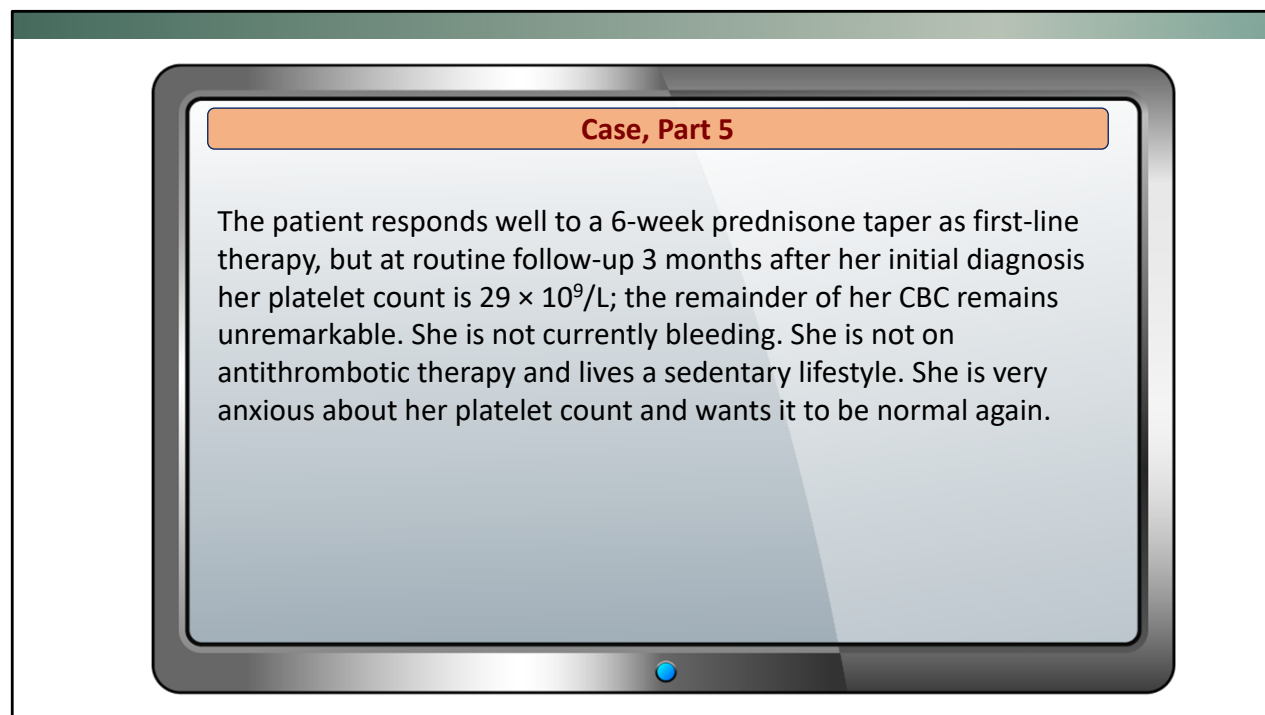 Case, Part 5
The patient responds well to a 6-week prednisone taper as first-line
therapy, but at routine follow-up 3 months after her initial diagnosis
her platelet count is 29 × 10⁹/L; the remainder of her CBC remains
unremarkable. She is not currently bleeding. She is not on
antithrombotic therapy and lives a sedentary lifestyle. She is very
anxious about her platelet count and wants it to be normal again.